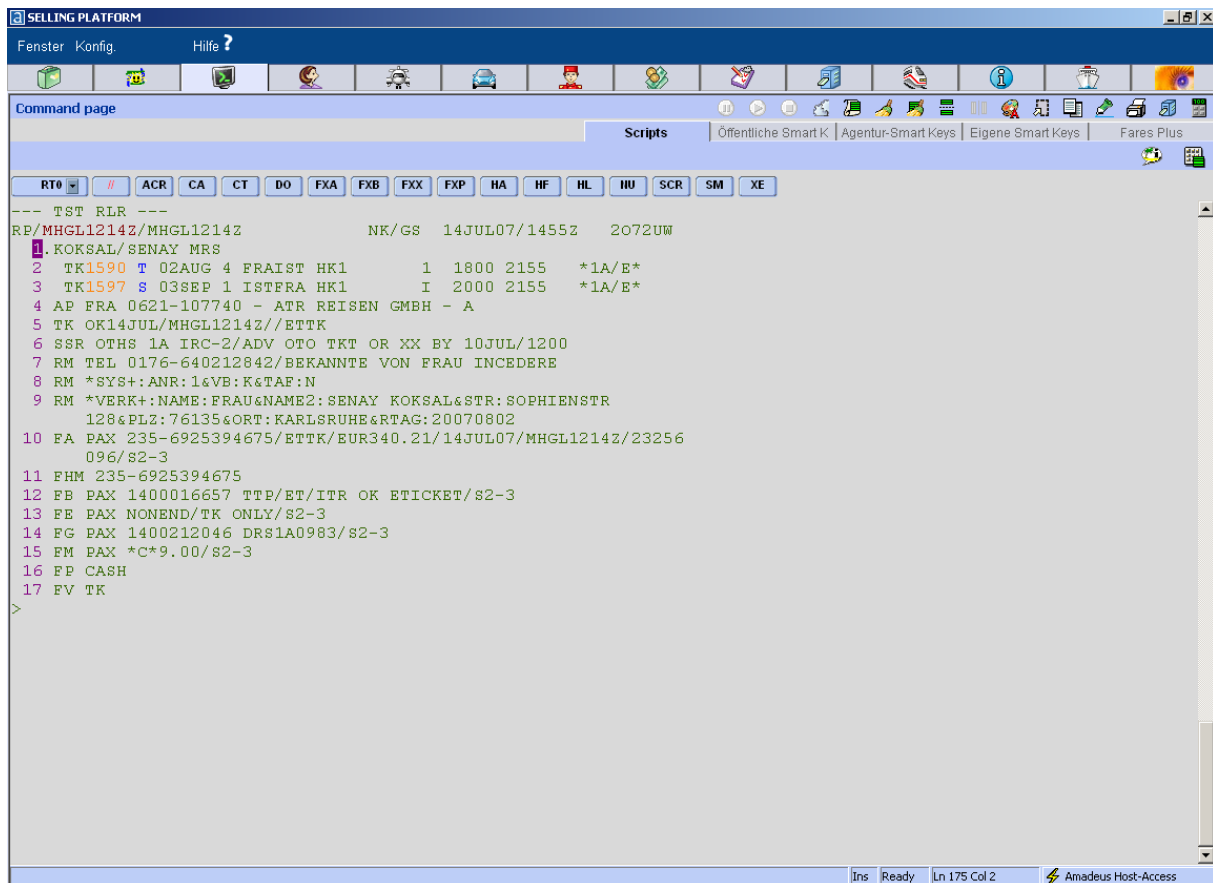 SELLING PLATFORM
Fenster Konfig. Hilfe ?
Command page
Scripts Öffentliche Smart K Agentur-Smart Keys Eigene Smart Keys Fares Plus
RT0 // ACR CA CT DO FXA FXB FXX FXP HA HF HL HU SCR SM XE
--- TST RLR ---
RP/MHGL1214Z/MHGL1214Z NK/GS 14JUL07/1455Z 2O72UW
1.KOKSAL/SENAY MRS
2 TK1590 T 02AUG 4 FRAIST HK1 1 1800 2155 *1A/E*
3 TK1597 S 03SEP 1 ISTFRA HK1 I 2000 2155 *1A/E*
4 AP FRA 0621-107740 - ATR REISEN GMBH - A
5 TK OK14JUL/MHGL1214Z//ETTK
6 SSR OTHS 1A IRC-2/ADV OTO TKT OR XX BY 10JUL/1200
7 RM TEL 0176-640212842/BEKANNTE VON FRAU INCEDERE
8 RM *SYS+:ANR:1&VB:K&TAF:N
9 RM *VERK+:NAME:FRAU&NAME2:SENAY KOKSAL&STR:SOPHIENSTR
128&PLZ:76135&ORT:KARLSRUHE&RTAG:20070802
10 FA PAX 235-6925394675/ETTK/EUR340.21/14JUL07/MHGL1214Z/23256
096/S2-3
11 FHM 235-6925394675
12 FB PAX 1400016657 TTP/ET/ITR OK ETICKET/S2-3
13 FE PAX NONEND/TK ONLY/S2-3
14 FG PAX 1400212046 DRS1A0983/S2-3
15 FM PAX *C*9.00/S2-3
16 FP CASH
17 FV TK
>
Ins Ready Ln 175 Col 2 Amadeus Host-Access